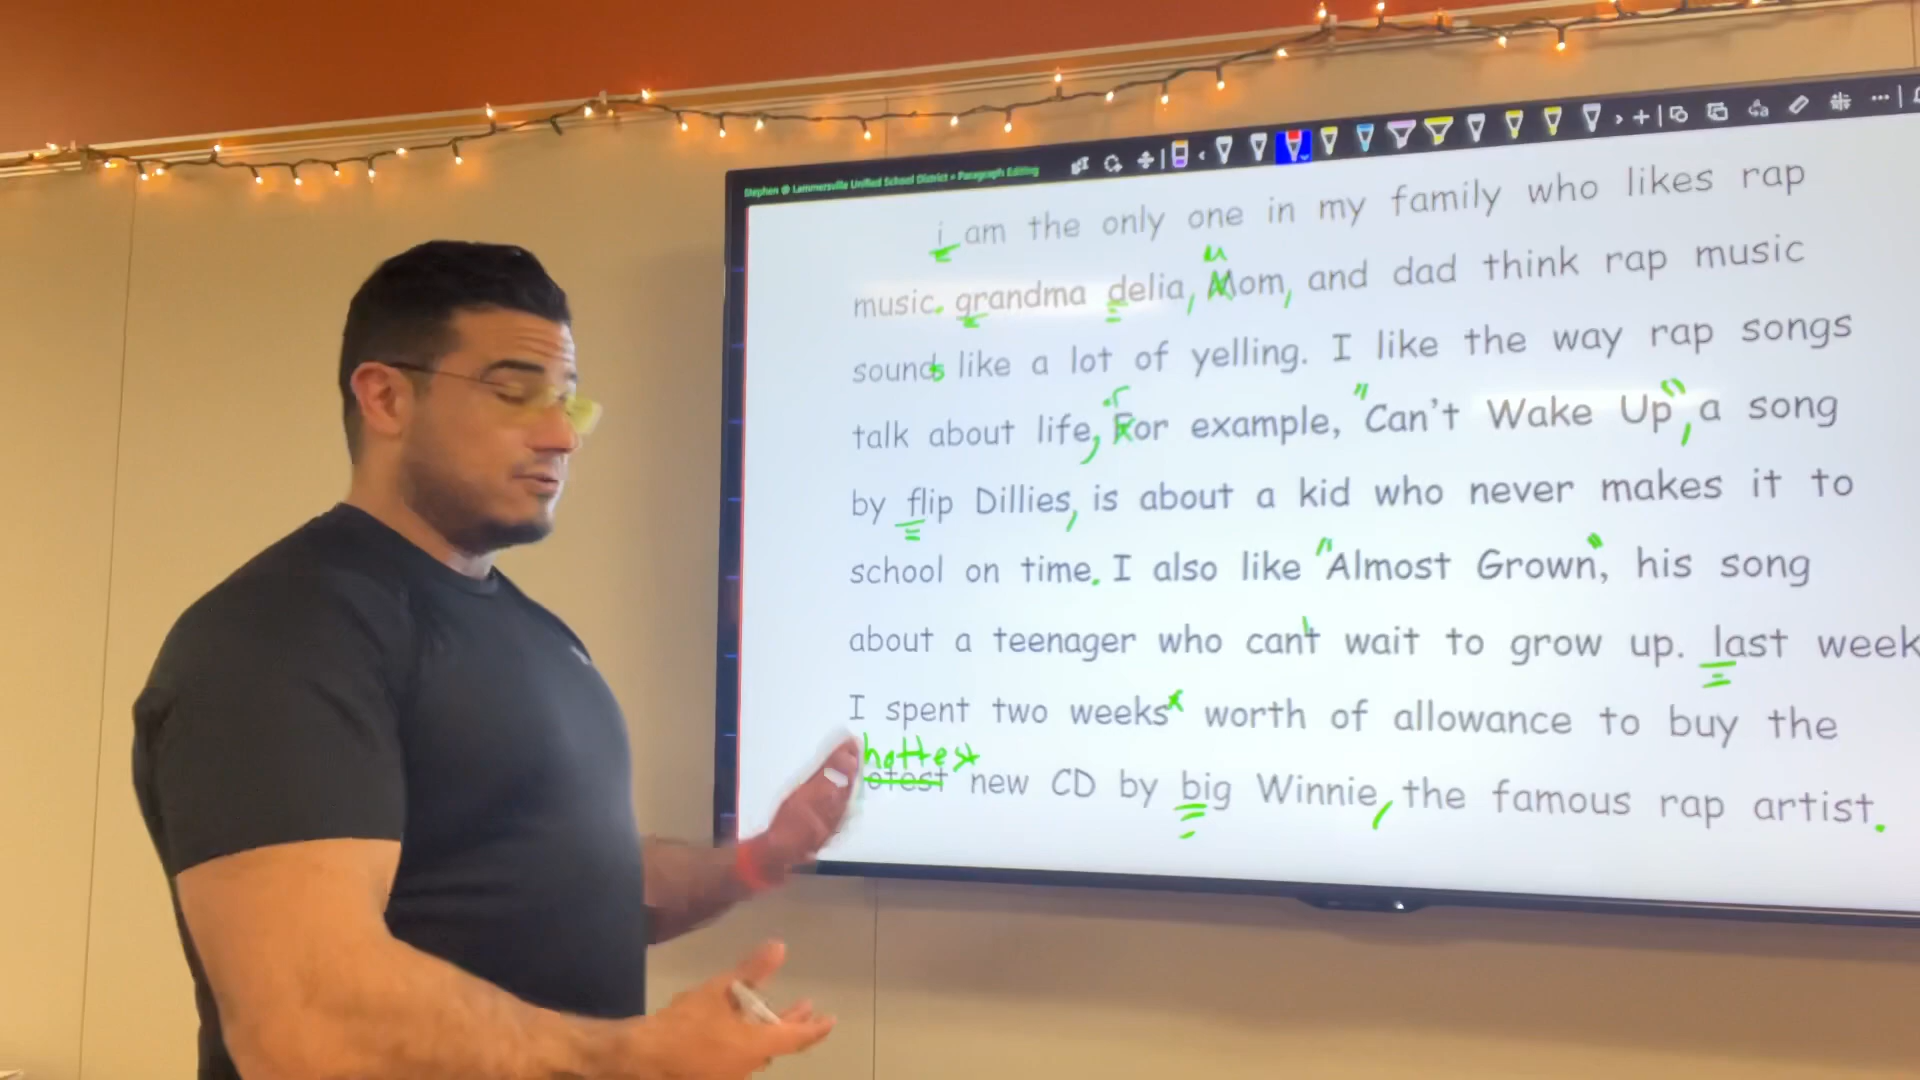 Stephen @ Lammersville Unified School District • Paragraph Editing
i am the only one in my family who likes rap
music. grandma delia, Mom, and dad think rap music
sounds like a lot of yelling. I like the way rap songs
talk about life, For example, "Can't Wake Up", a song
by flip Dillies, is about a kid who never makes it to
school on time. I also like "Almost Grown", his song
about a teenager who can't wait to grow up. last week
I spent two weeks' worth of allowance to buy the
hottest
new CD by big Winnie, the famous rap artist.